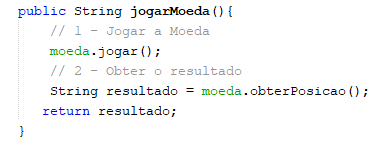 public String jogarMoeda(){
// 1 - Jogar a Moeda
moeda.jogar();
// 2 - Obter o resultado
String resultado = moeda.obterPosicao();
return resultado;
}